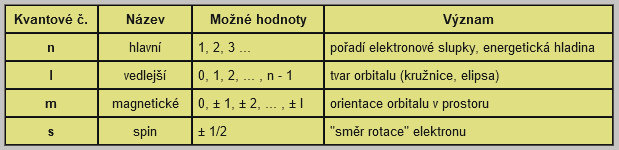 Kvantové č. Název Možné hodnoty Význam
n hlavní 1, 2, 3 ... pořadí elektronové slupky, energetická hladina
l vedlejší 0, 1, 2, ... , n - 1 tvar orbitalu (kružnice, elipsa)
m magnetické 0, ± 1, ± 2, ... , ± l orientace orbitalu v prostoru
s spin ± 1/2 "směr rotace" elektronu